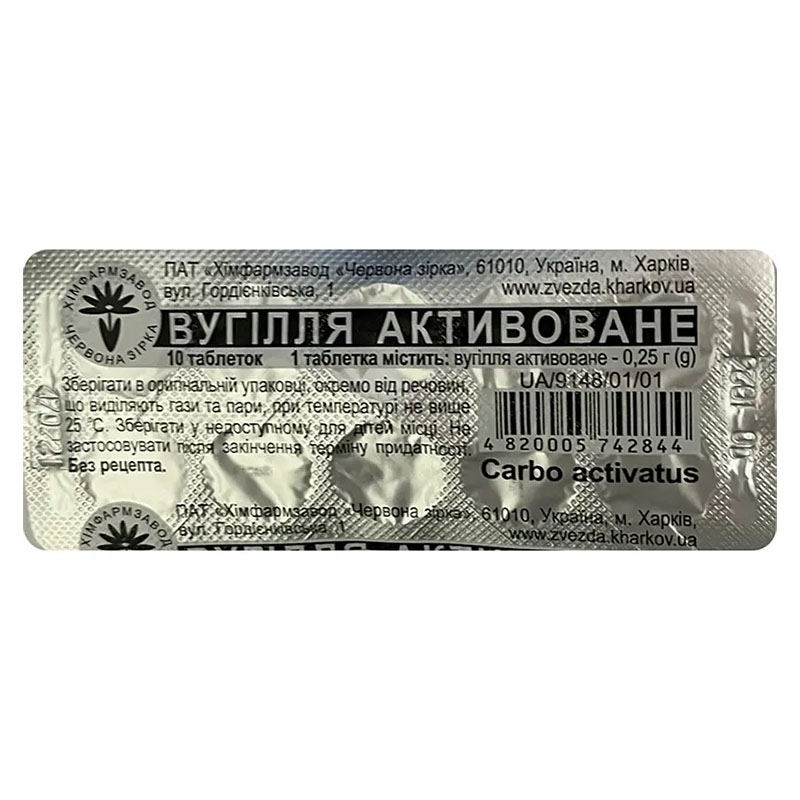 ХІМФАРМЗАВОД
ЧЕРВОНА ЗІРКА
ПАТ «Хімфармзавод «Червона зірка», 61010, Україна, м. Харків,
вул. Гордієнківська, 1 www.zvezda.kharkov.ua
ВУГІЛЛЯ АКТИВОВАНЕ
10 таблеток 1 таблетка містить: вугілля активоване - 0,25 г (g)
Зберігати в оригінальній упаковці, окремо від речовин,
що виділяють гази та пари, при температурі не вище
25 °С. Зберігати у недоступному для дітей місці. Не
застосовувати після закінчення терміну придатності.
Без рецепта.
UA/9148/01/01
4 820005 742844
Carbo activatus
ХІМФАРМЗАВОД
ЧЕРВОНА ЗІРКА
ПАТ «Хімфармзавод «Червона зірка», 61010, Україна, м. Харків,
вул. Гордієнківська, 1 www.zvezda.kharkov.ua